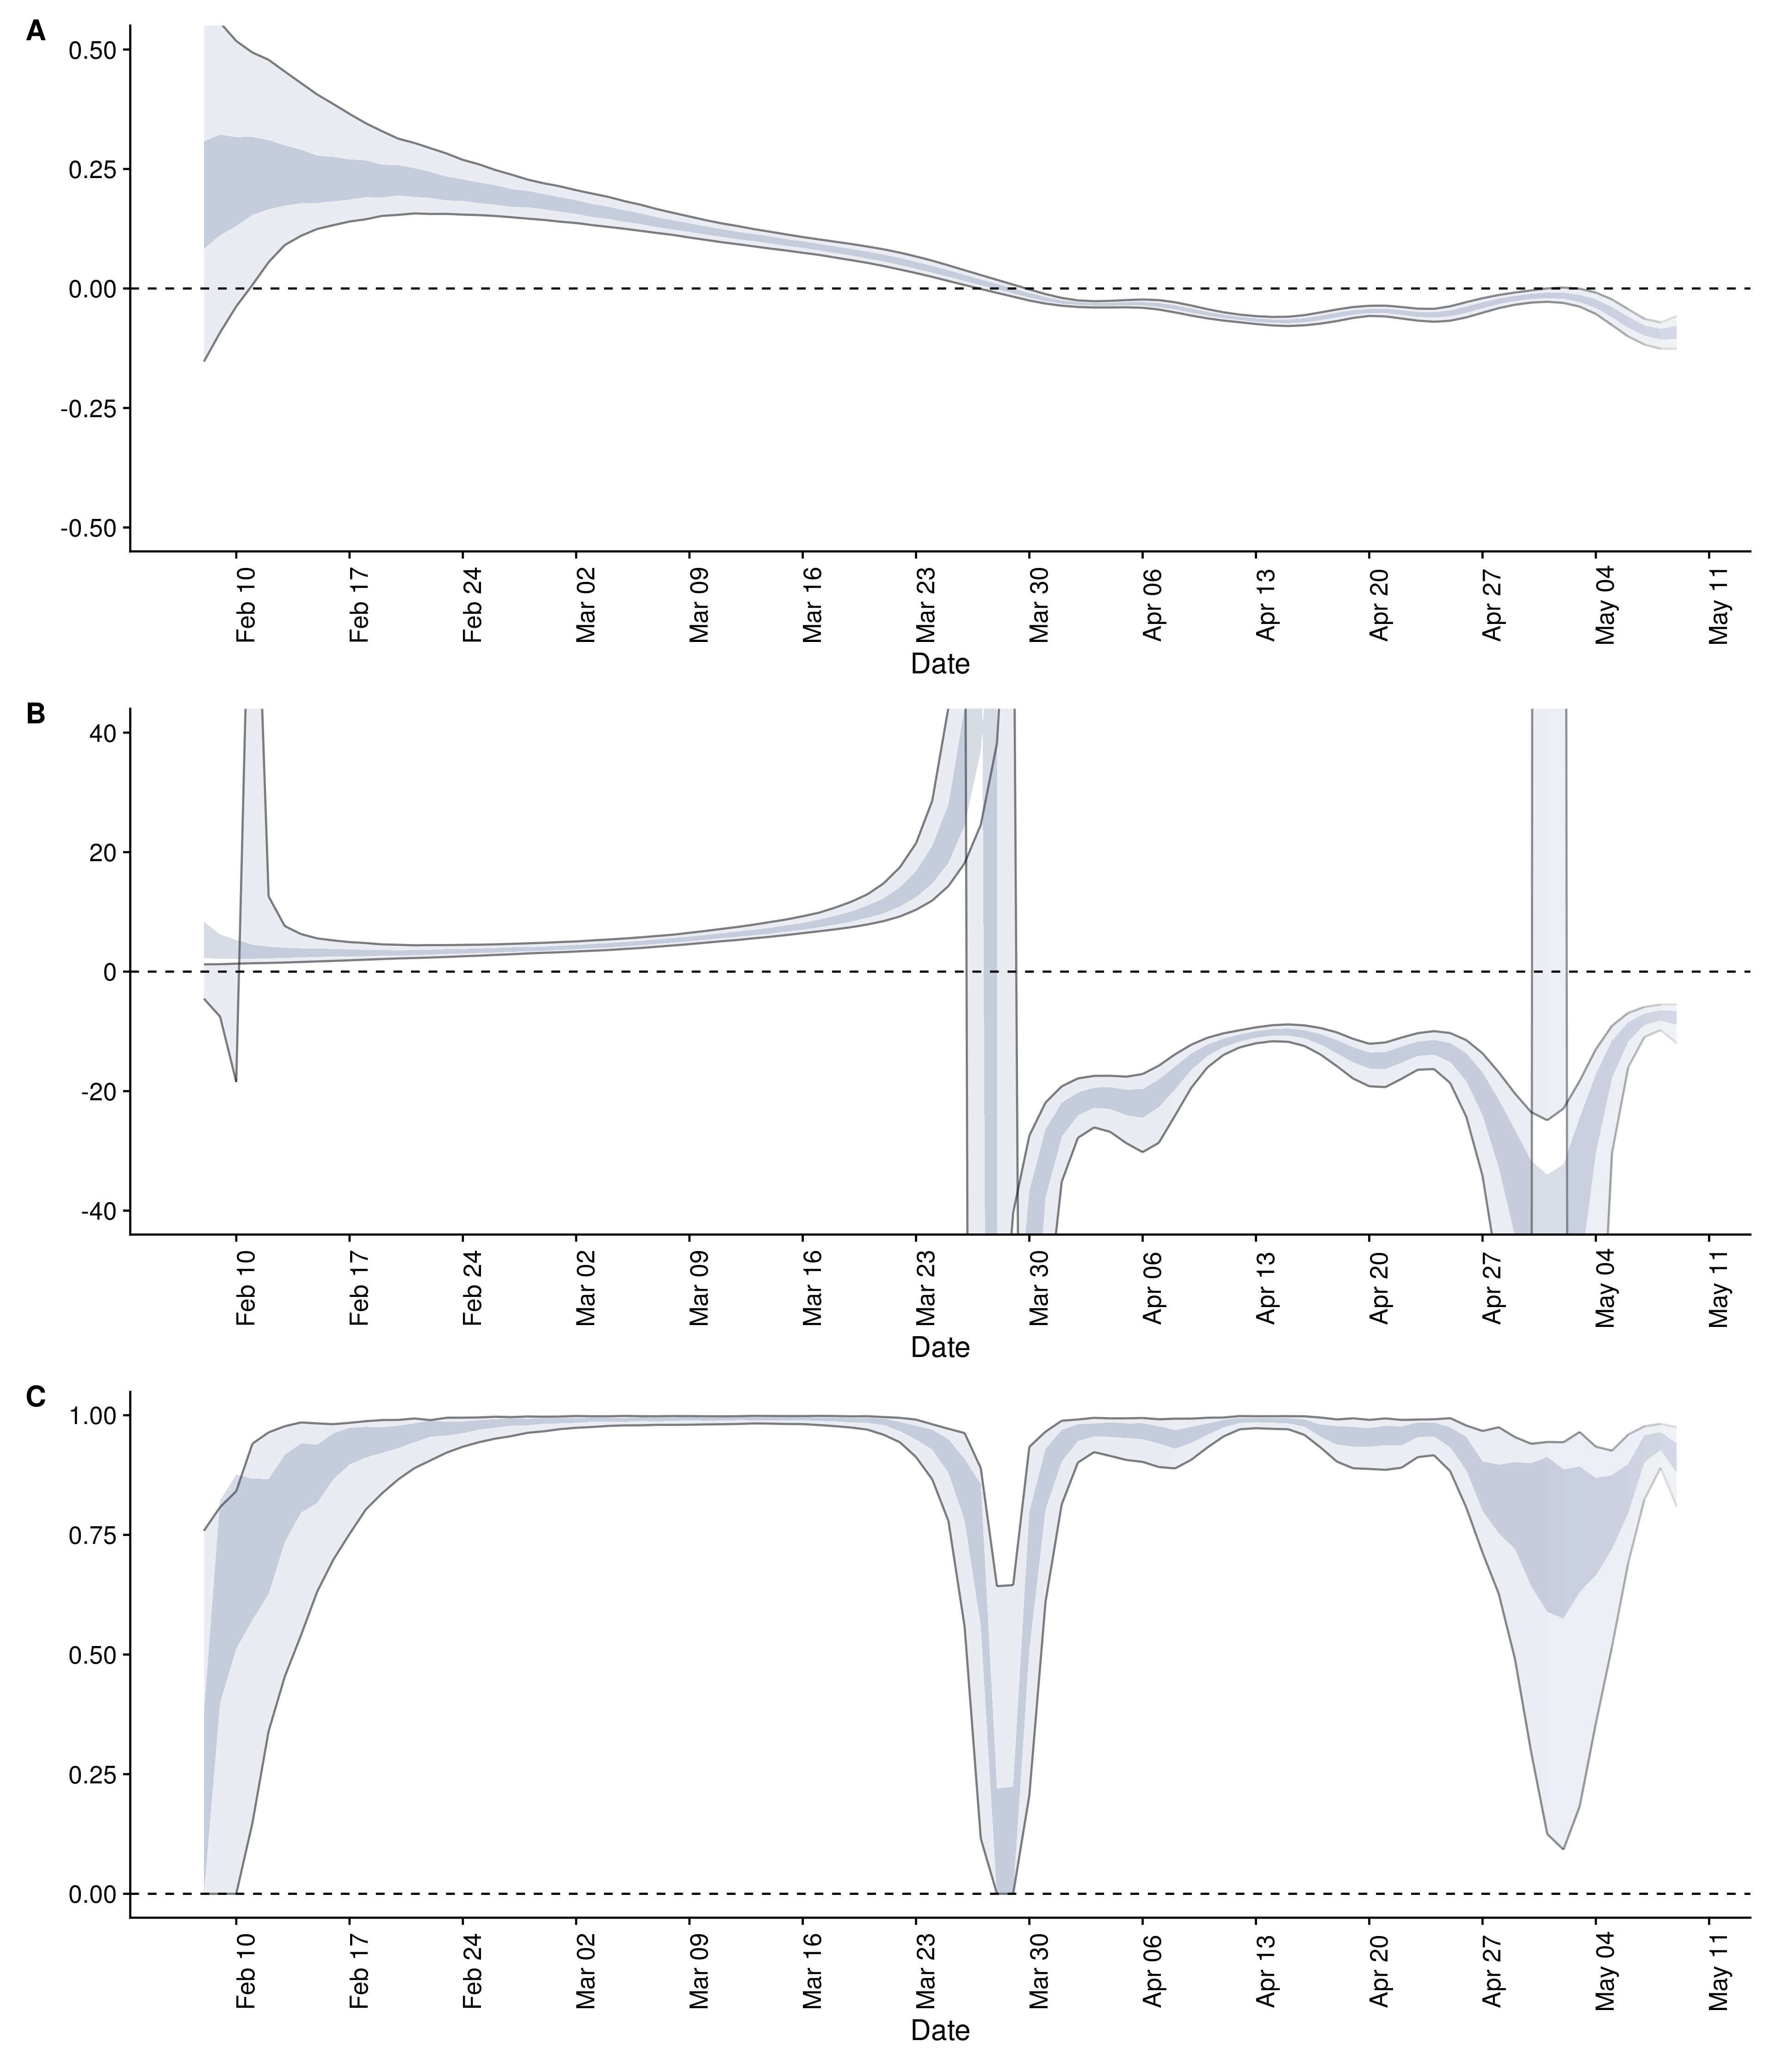 A
0.50
0.25
0.00
-0.25
-0.50
Feb 10
Feb 17
Feb 24
Mar 02
Mar 09
Mar 16
Mar 23
Mar 30
Apr 06
Apr 13
Apr 20
Apr 27
May 04
May 11
Date
B
40
20
0
-20
-40
Feb 10
Feb 17
Feb 24
Mar 02
Mar 09
Mar 16
Mar 23
Mar 30
Apr 06
Apr 13
Apr 20
Apr 27
May 04
May 11
Date
C
1.00
0.75
0.50
0.25
0.00
Feb 10
Feb 17
Feb 24
Mar 02
Mar 09
Mar 16
Mar 23
Mar 30
Apr 06
Apr 13
Apr 20
Apr 27
May 04
May 11
Date